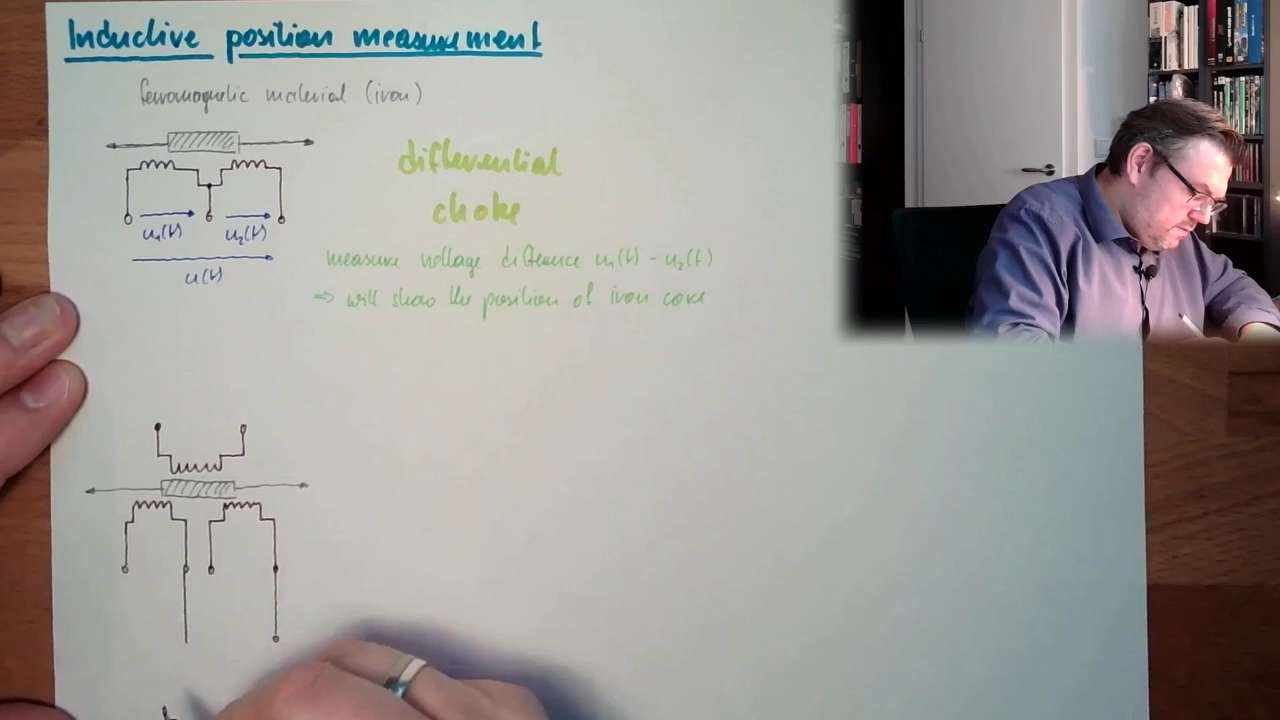 Inductive position measurement
ferromagnetic material (iron)
differential
choke
u₁(t) u₂(t)
measure voltage difference u₁(t) - u₂(t)
u(t)
⇒ will show the position of iron core